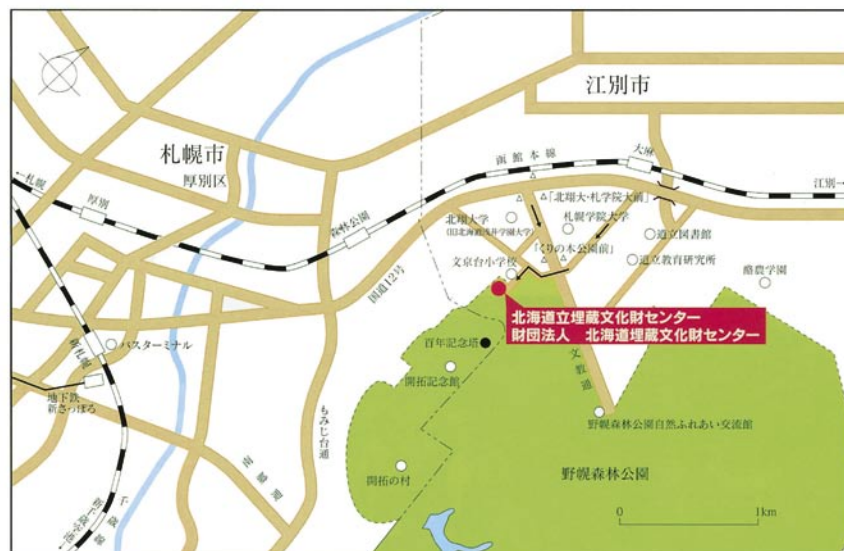 江別市
札幌市
厚別区
←札幌
厚別
森林公園
函館本線
大麻
江別→
「北翔大・札学院大前」
北翔大学
(旧北海道浅井学園大学)
札幌学院大学
「くりの木公園前」
文京台小学校
道立図書館
道立教育研究所
酪農学園
国道12号
北海道立埋蔵文化財センター
財団法人 北海道埋蔵文化財センター
百年記念塔
開拓記念館
文教通
新札幌
バスターミナル
地下鉄
新さっぽろ
もみじ台通
野幌森林公園自然ふれあい交流館
開拓の村
野幌森林公園
千歳線
新千歳空港
0 1km